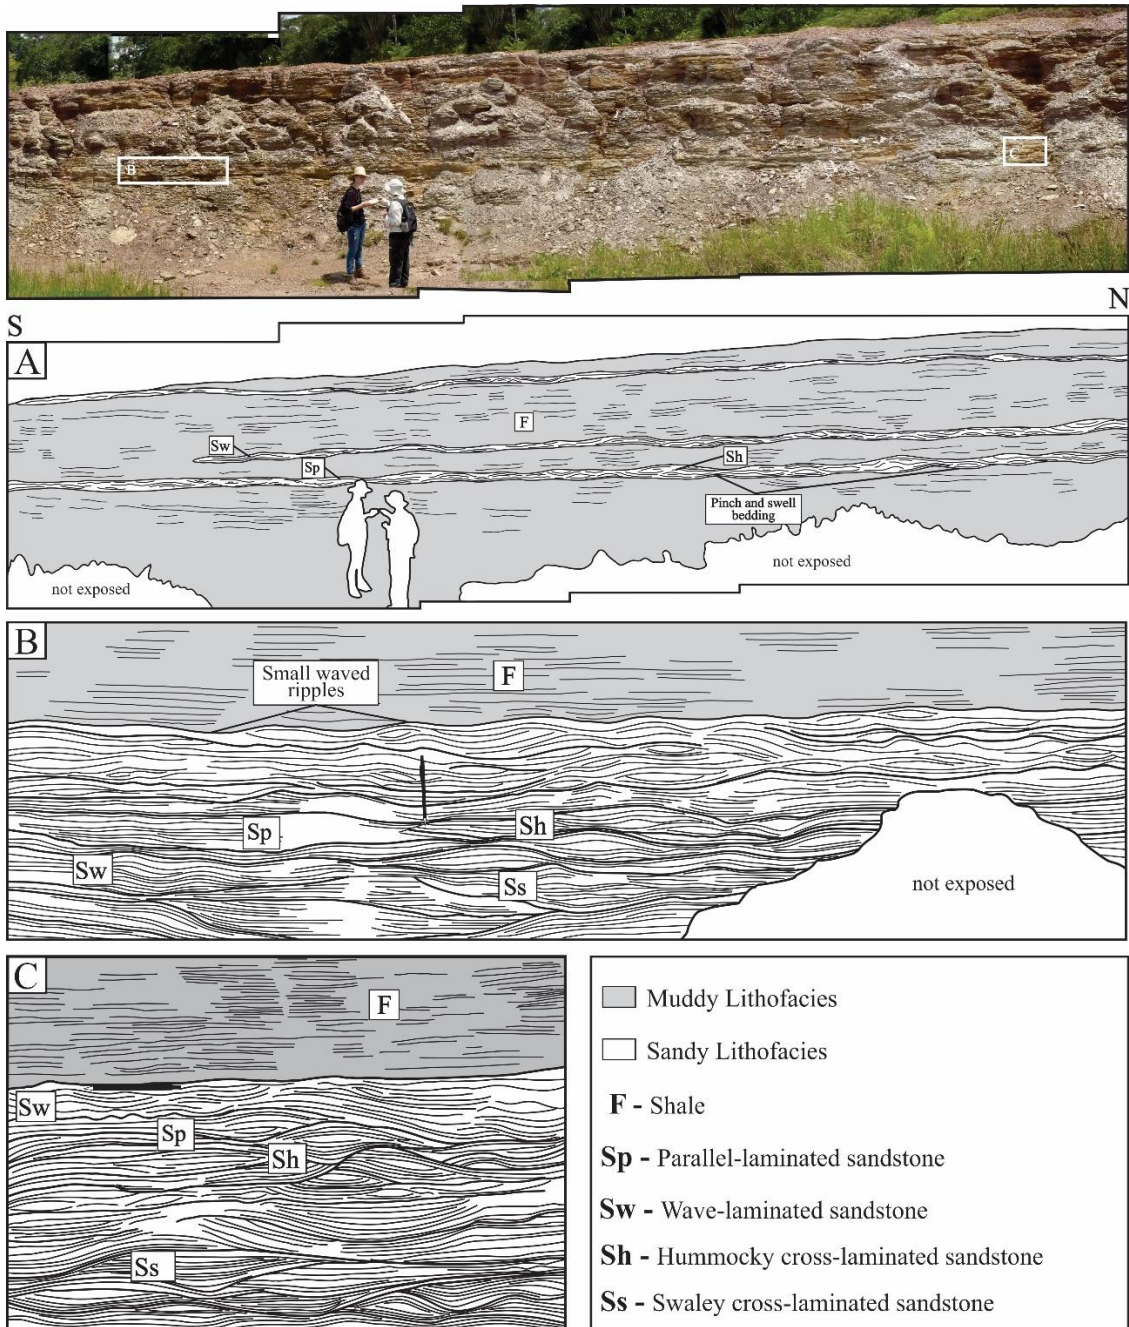 B
C
S
N
A
F
Sw
Sp
Sh
Pinch and swell
bedding
not exposed
not exposed
B
Small waved
ripples
F
Sp
Sh
Sw
Ss
not exposed
C
F
Sw
Sp
Sh
Ss
Muddy Lithofacies
Sandy Lithofacies
F - Shale
Sp - Parallel-laminated sandstone
Sw - Wave-laminated sandstone
Sh - Hummocky cross-laminated sandstone
Ss - Swaley cross-laminated sandstone